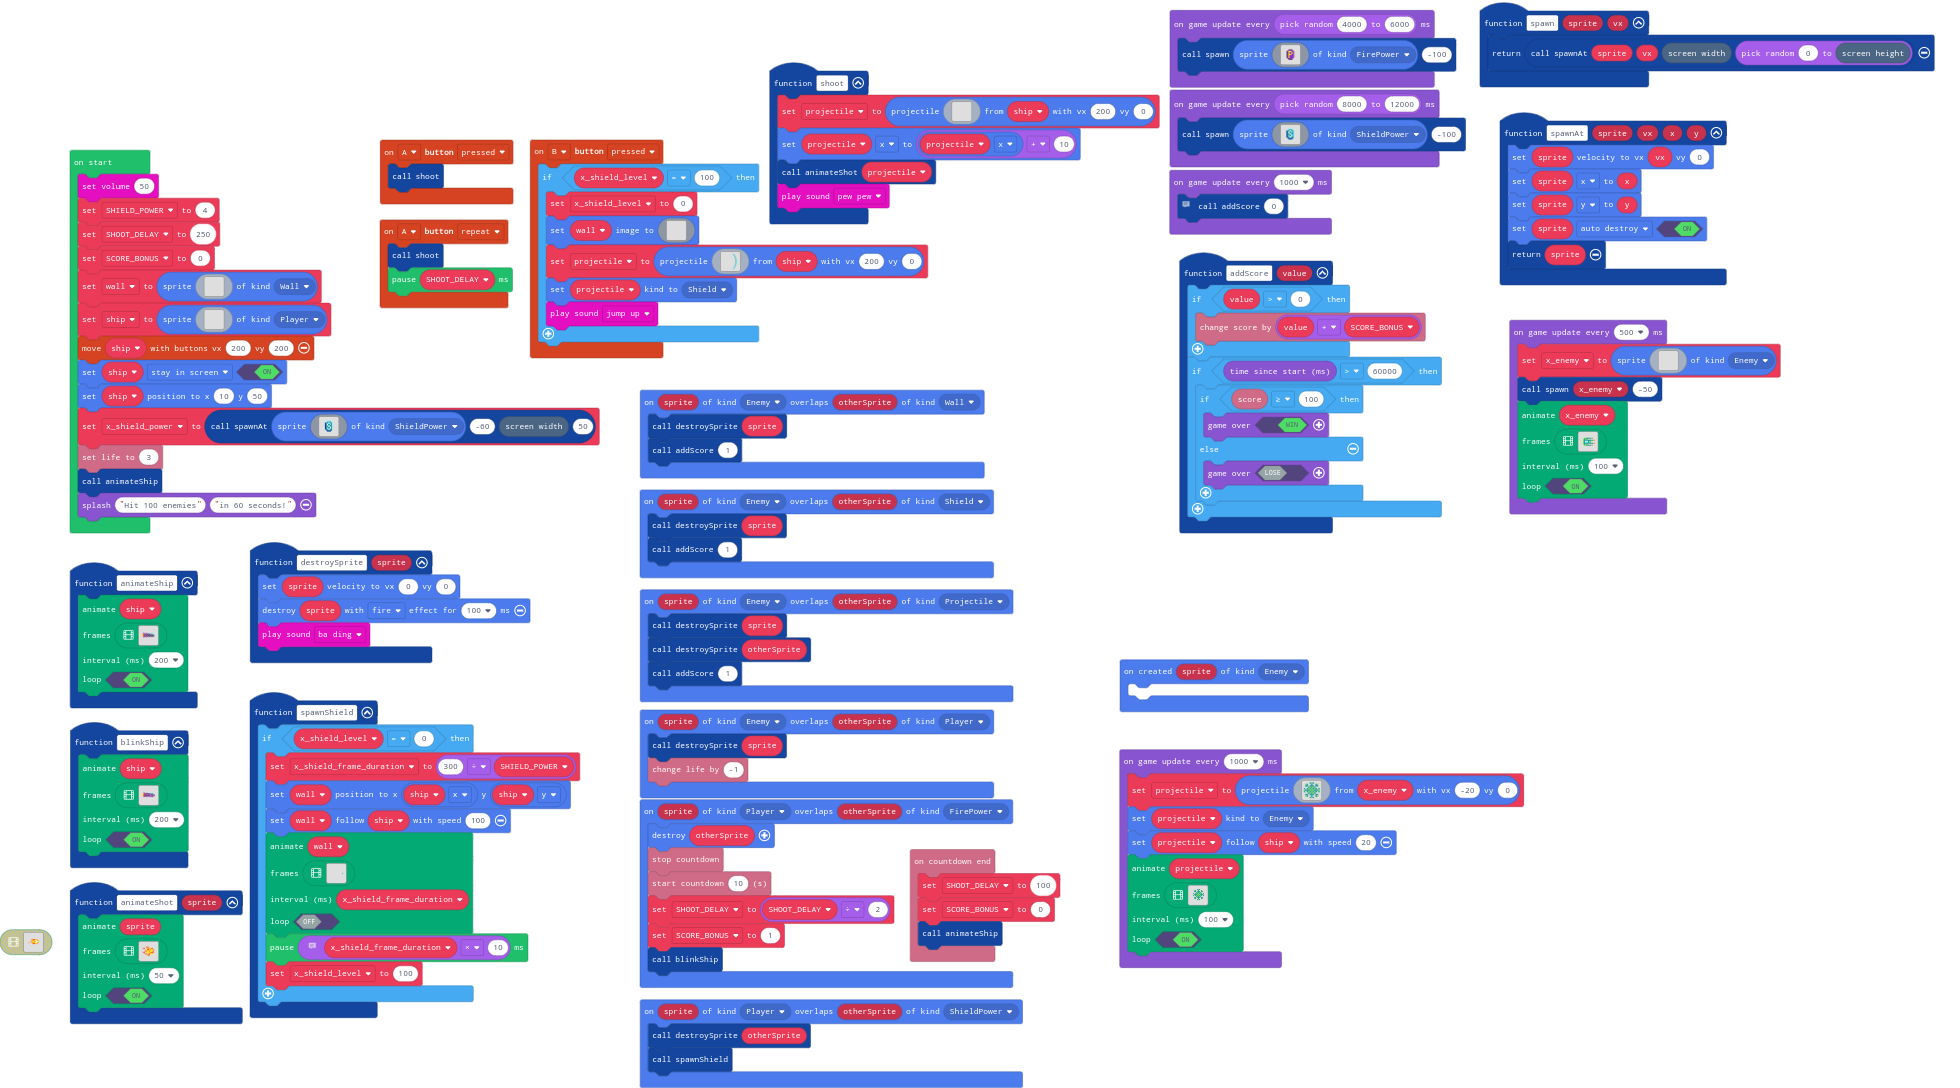 on start
set volume 50
set SHIELD_POWER to 4
set SHOOT_DELAY to 250
set SCORE_BONUS to 0
set wall to sprite of kind Wall
set ship to sprite of kind Player
move ship with buttons vx 200 vy 200
set ship stay in screen ON
set ship position to x 10 y 50
set x_shield_power to call spawnAt sprite of kind ShieldPower -60 screen width 50
set life to 3
call animateShip
splash "Hit 100 enemies" "in 60 seconds!"
on A button pressed
call shoot
on A button repeat
call shoot
pause SHOOT_DELAY ms
on B button pressed
if x_shield_level = 100 then
set x_shield_level to 0
set wall image to
set projectile to projectile from ship with vx 200 vy 0
set projectile kind to Shield
play sound jump up
function shoot
set projectile to projectile from ship with vx 200 vy 0
set projectile x to projectile x + 10
call animateShot projectile
play sound pew pew
on game update every pick random 4000 to 6000 ms
call spawn sprite of kind FirePower -100
on game update every pick random 8000 to 12000 ms
call spawn sprite of kind ShieldPower -100
on game update every 1000 ms
call addScore 0
function spawn sprite vx
return call spawnAt sprite vx screen width pick random 0 to screen height
function spawnAt sprite vx x y
set sprite velocity to vx vx vy 0
set sprite x to x
set sprite y to y
set sprite auto destroy ON
return sprite
function addScore value
if value > 0 then
change score by value + SCORE_BONUS
if time since start (ms) > 60000 then
if score ≥ 100 then
game over WIN
else
game over LOSE
on game update every 500 ms
set x_enemy to sprite of kind Enemy
call spawn x_enemy -50
animate x_enemy
frames
interval (ms) 100
loop ON
function animateShip
animate ship
frames
interval (ms) 200
loop ON
function blinkShip
animate ship
frames
interval (ms) 200
loop ON
function animateShot sprite
animate sprite
frames
interval (ms) 50
loop ON
function destroySprite sprite
set sprite velocity to vx 0 vy 0
destroy sprite with fire effect for 100 ms
play sound ba ding
function spawnShield
if x_shield_level = 0 then
set x_shield_frame_duration to 300 ÷ SHIELD_POWER
set wall position to x ship x y ship y
set wall follow ship with speed 100
animate wall
frames
interval (ms) x_shield_frame_duration
loop OFF
pause x_shield_frame_duration × 10 ms
set x_shield_level to 100
on sprite of kind Enemy overlaps otherSprite of kind Wall
call destroySprite sprite
call addScore 1
on sprite of kind Enemy overlaps otherSprite of kind Shield
call destroySprite sprite
call addScore 1
on sprite of kind Enemy overlaps otherSprite of kind Projectile
call destroySprite sprite
call destroySprite otherSprite
call addScore 1
on sprite of kind Enemy overlaps otherSprite of kind Player
call destroySprite sprite
change life by -1
on sprite of kind Player overlaps otherSprite of kind FirePower
destroy otherSprite
stop countdown
start countdown 10 (s)
set SHOOT_DELAY to SHOOT_DELAY ÷ 2
set SCORE_BONUS to 1
call blinkShip
on countdown end
set SHOOT_DELAY to 100
set SCORE_BONUS to 0
call animateShip
on sprite of kind Player overlaps otherSprite of kind ShieldPower
call destroySprite otherSprite
call spawnShield
on created sprite of kind Enemy
on game update every 1000 ms
set projectile to projectile from x_enemy with vx -20 vy 0
set projectile kind to Enemy
set projectile follow ship with speed 20
animate projectile
frames
interval (ms) 100
loop ON